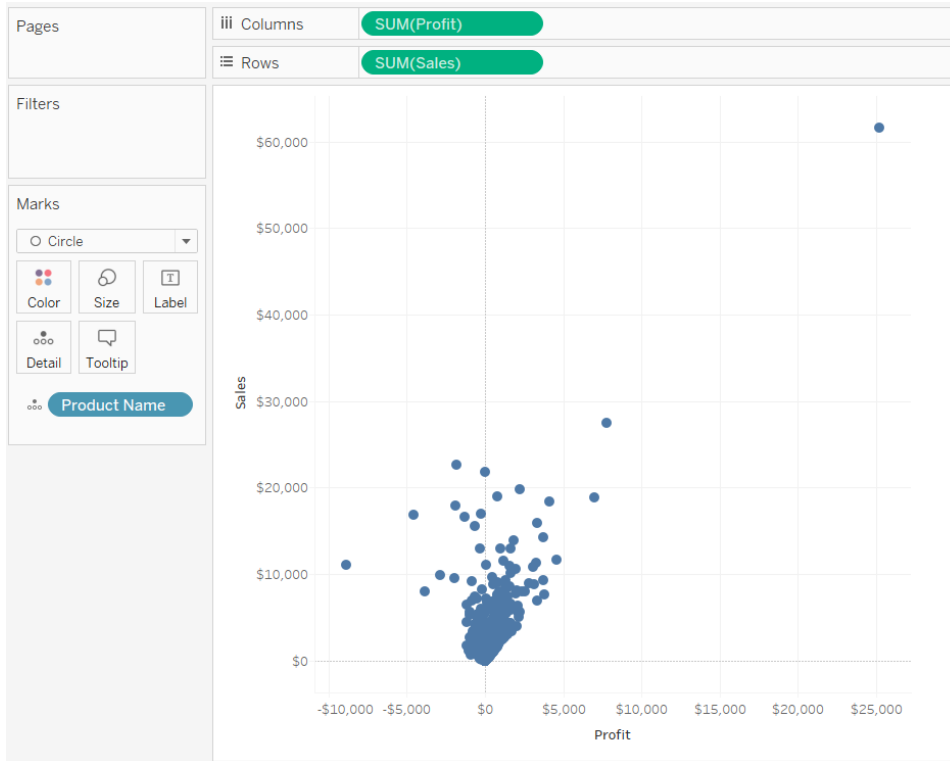 Pages
Columns
SUM(Profit)
Rows
SUM(Sales)
Filters
Marks
Circle
Color
Size
T
Label
Detail
Tooltip
Product Name
Sales
$60,000
$50,000
$40,000
$30,000
$20,000
$10,000
$0
-$10,000 -$5,000 $0 $5,000 $10,000 $15,000 $20,000 $25,000
Profit